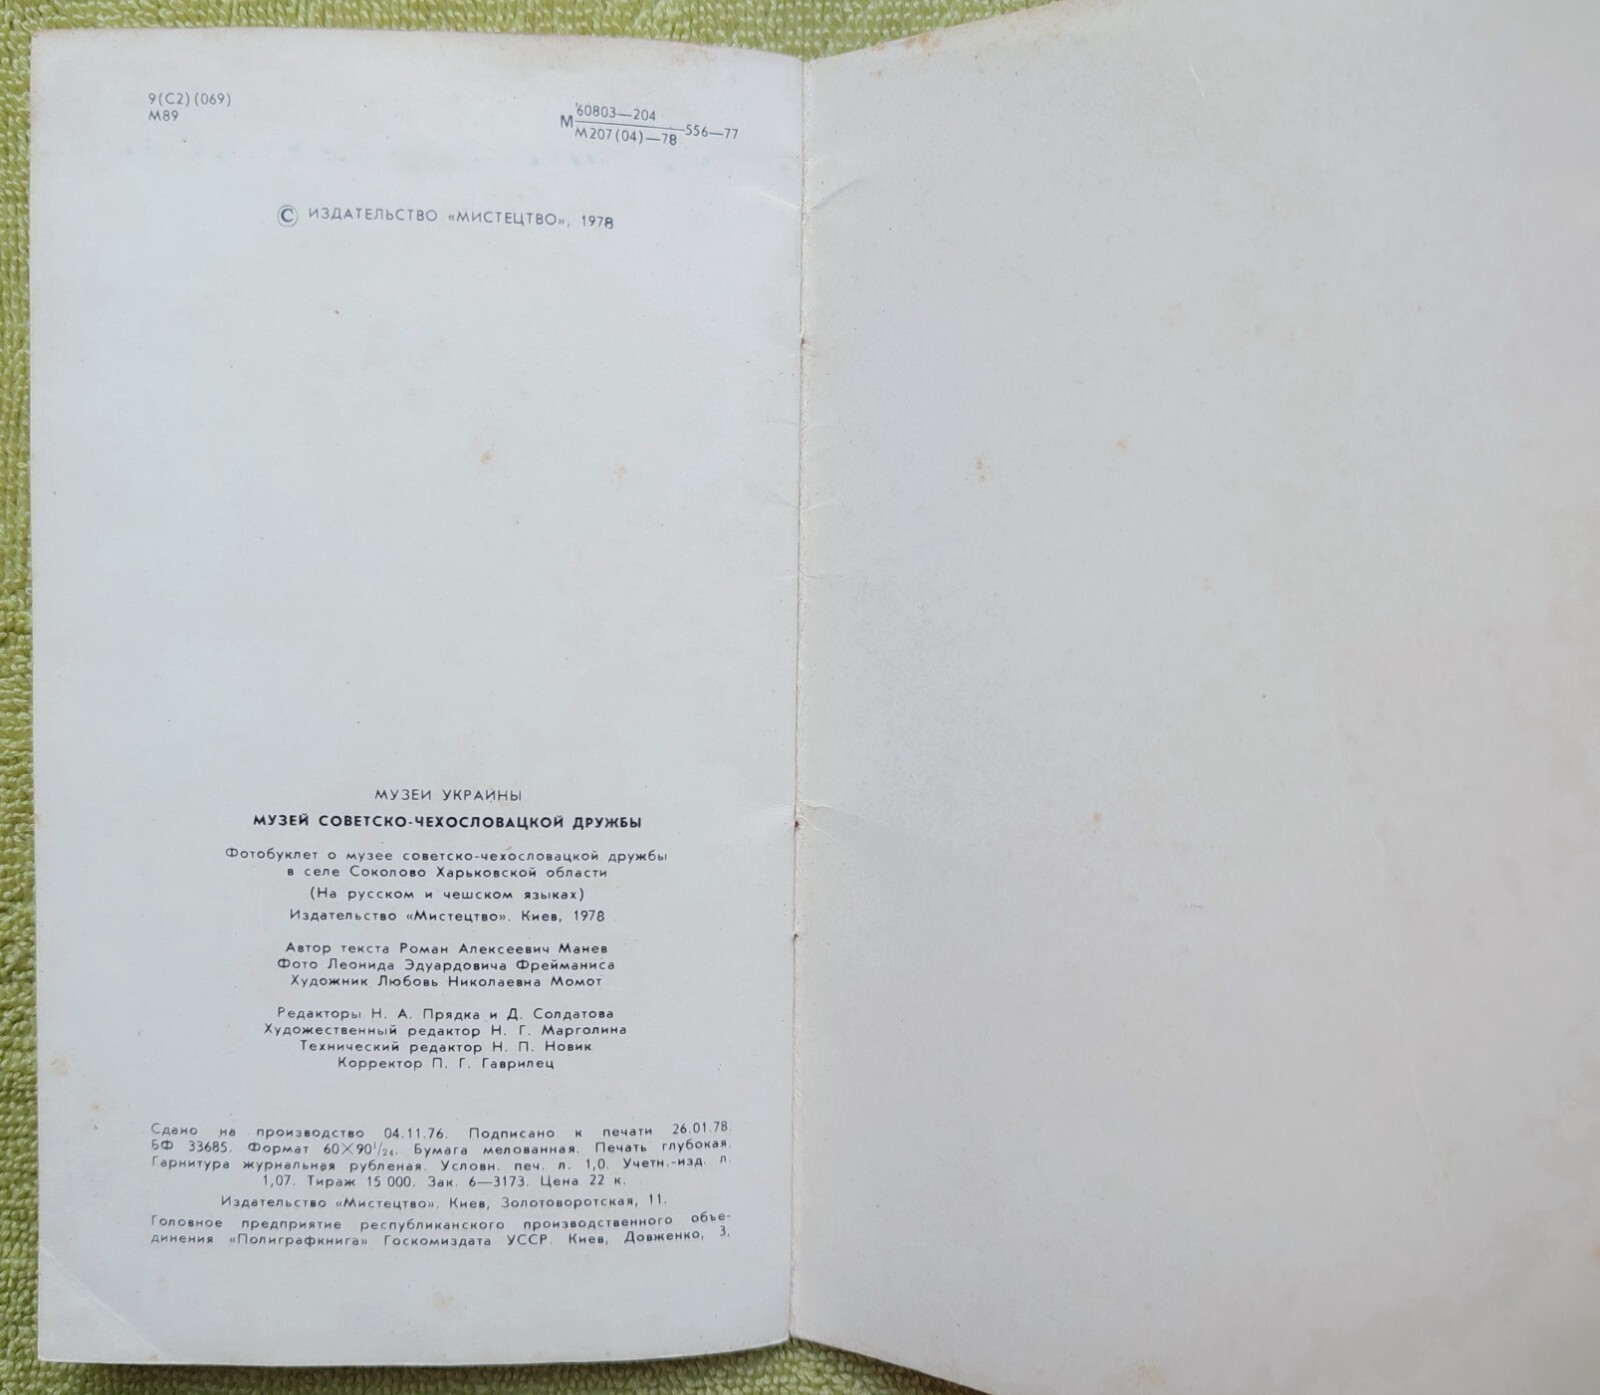 9(С2)(069)
М89
М 60803—204
М207(04)—78 556—77
© ИЗДАТЕЛЬСТВО «МИСТЕЦТВО», 1978
МУЗЕИ УКРАИНЫ
МУЗЕЙ СОВЕТСКО-ЧЕХОСЛОВАЦКОЙ ДРУЖБЫ
Фотобуклет о музее советско-чехословацкой дружбы
в селе Соколово Харьковской области
(На русском и чешском языках)
Издательство «Мистецтво». Киев, 1978
Автор текста Роман Алексеевич Манев
Фото Леонида Эдуардовича Фрейманиса
Художник Любовь Николаевна Момот
Редакторы Н. А. Прядка и Д. Солдатова
Художественный редактор Н. Г. Марголина
Технический редактор Н. П. Новик
Корректор П. Г. Гаврилец
Сдано на производство 04.11.76. Подписано к печати 26.01.78.
БФ 33685. Формат 60×90¹/₂₄. Бумага мелованная. Печать глубокая.
Гарнитура журнальная рубленая. Условн. печ. л. 1,0. Учетн.-изд. л.
1,07. Тираж 15 000. Зак. 6—3173. Цена 22 к.
Издательство «Мистецтво». Киев, Золотоворотская, 11.
Головное предприятие республиканского производственного объе-
динения «Полиграфкнига» Госкомиздата УССР. Киев, Довженко, 3.